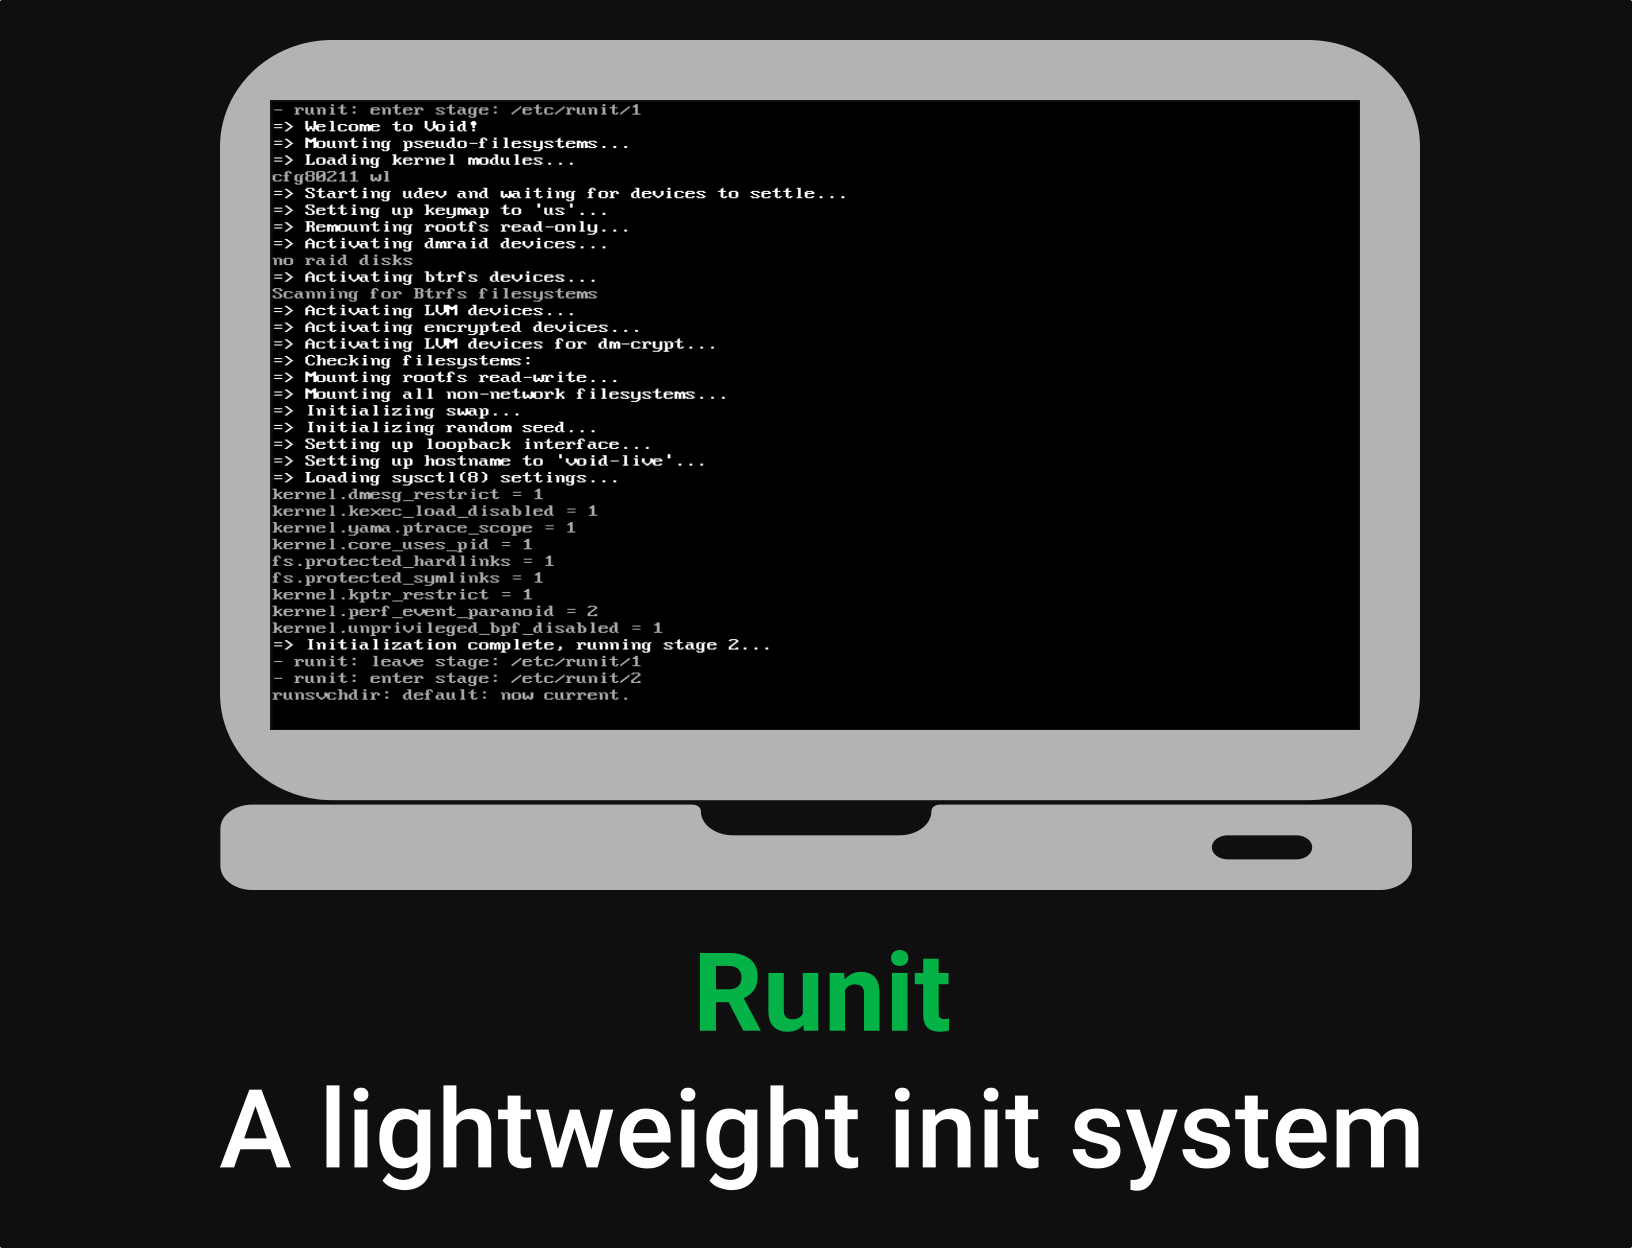 - runit: enter stage: /etc/runit/1
=> Welcome to Void!
=> Mounting pseudo-filesystems...
=> Loading kernel modules...
cfg80211 wl
=> Starting udev and waiting for devices to settle...
=> Setting up keymap to 'us'...
=> Remounting rootfs read-only...
=> Activating dmraid devices...
no raid disks
=> Activating btrfs devices...
Scanning for Btrfs filesystems
=> Activating LVM devices...
=> Activating encrypted devices...
=> Activating LVM devices for dm-crypt...
=> Checking filesystems:
=> Mounting rootfs read-write...
=> Mounting all non-network filesystems...
=> Initializing swap...
=> Initializing random seed...
=> Setting up loopback interface...
=> Setting up hostname to 'void-live'...
=> Loading sysctl(8) settings...
kernel.dmesg_restrict = 1
kernel.kexec_load_disabled = 1
kernel.yama.ptrace_scope = 1
kernel.core_uses_pid = 1
fs.protected_hardlinks = 1
fs.protected_symlinks = 1
kernel.kptr_restrict = 1
kernel.perf_event_paranoid = 2
kernel.unprivileged_bpf_disabled = 1
=> Initialization complete, running stage 2...
- runit: leave stage: /etc/runit/1
- runit: enter stage: /etc/runit/2
runsvchdir: default: now current.
Runit
A lightweight init system